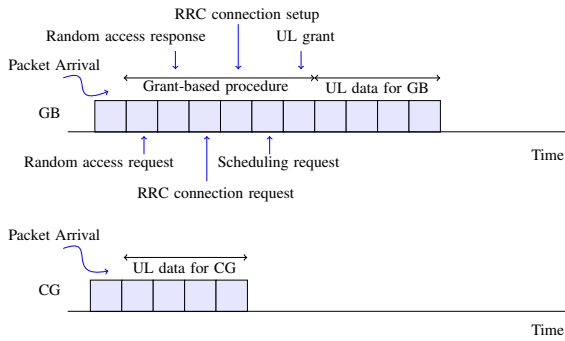 RRC connection setup
Random access response
UL grant
Packet Arrival
Grant-based procedure
UL data for GB
GB
Time
Random access request
Scheduling request
RRC connection request
Packet Arrival
UL data for CG
CG
Time